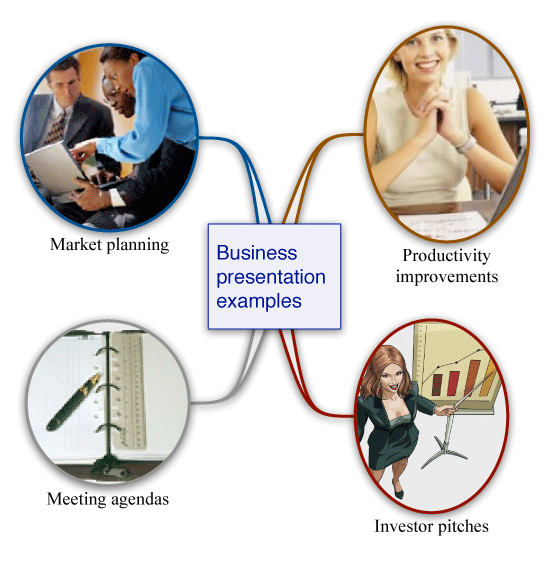 Market planning
Productivity
improvements
Business
presentation
examples
Meeting agendas
Investor pitches